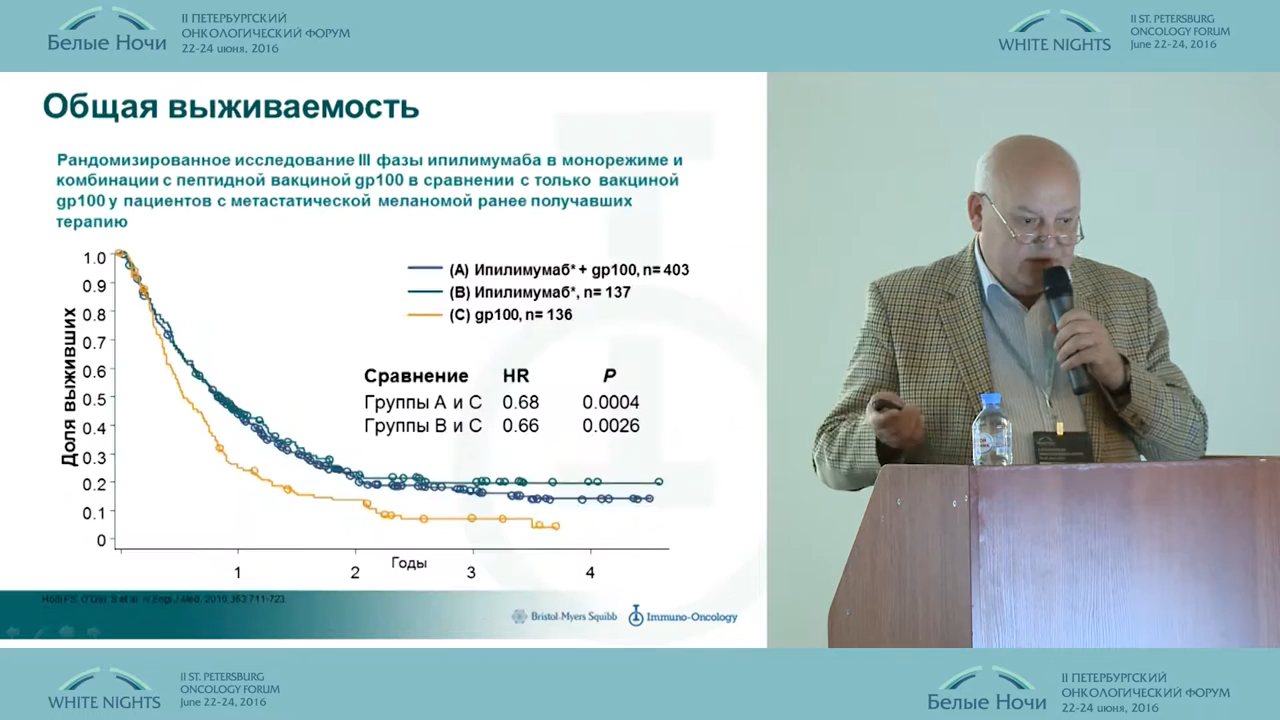 II ПЕТЕРБУРГСКИЙ
ОНКОЛОГИЧЕСКИЙ ФОРУМ
Белые Ночи
22-24 июня, 2016
II ST. PETERSBURG
ONCOLOGY FORUM
WHITE NIGHTS
June 22-24, 2016
Общая выживаемость
Рандомизированное исследование III фазы ипилимумаба в монорежиме и
комбинации с пептидной вакциной gp100 в сравнении с только вакциной
gp100 у пациентов с метастатической меланомой ранее получавших
терапию
Доля выживших
1.0
0.9
0.8
0.7
0.6
0.5
0.4
0.3
0.2
0.1
0
(A) Ипилимумаб* + gp100, n= 403
(B) Ипилимумаб*, n= 137
(C) gp100, n= 136
Сравнение HR P
Группы А и С 0.68 0.0004
Группы В и С 0.66 0.0026
Годы
1 2 3 4
Bristol-Myers Squibb
Immuno-Oncology
II ST. PETERSBURG
ONCOLOGY FORUM
WHITE NIGHTS
June 22-24, 2016
II ПЕТЕРБУРГСКИЙ
ОНКОЛОГИЧЕСКИЙ ФОРУМ
Белые Ночи
22-24 июня, 2016